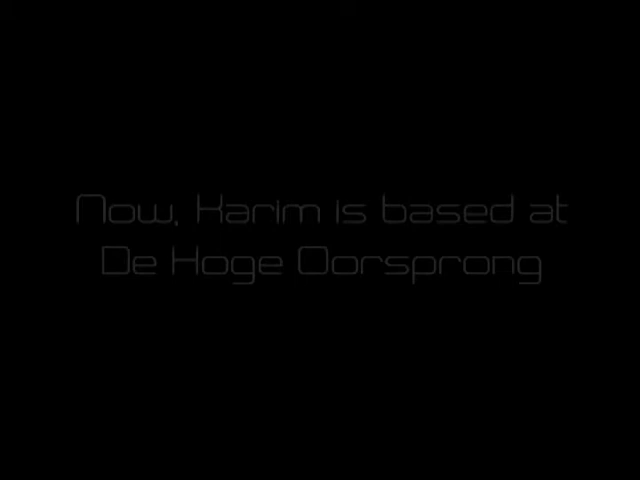 Now, Karim is based at
De Hoge Oorsprong